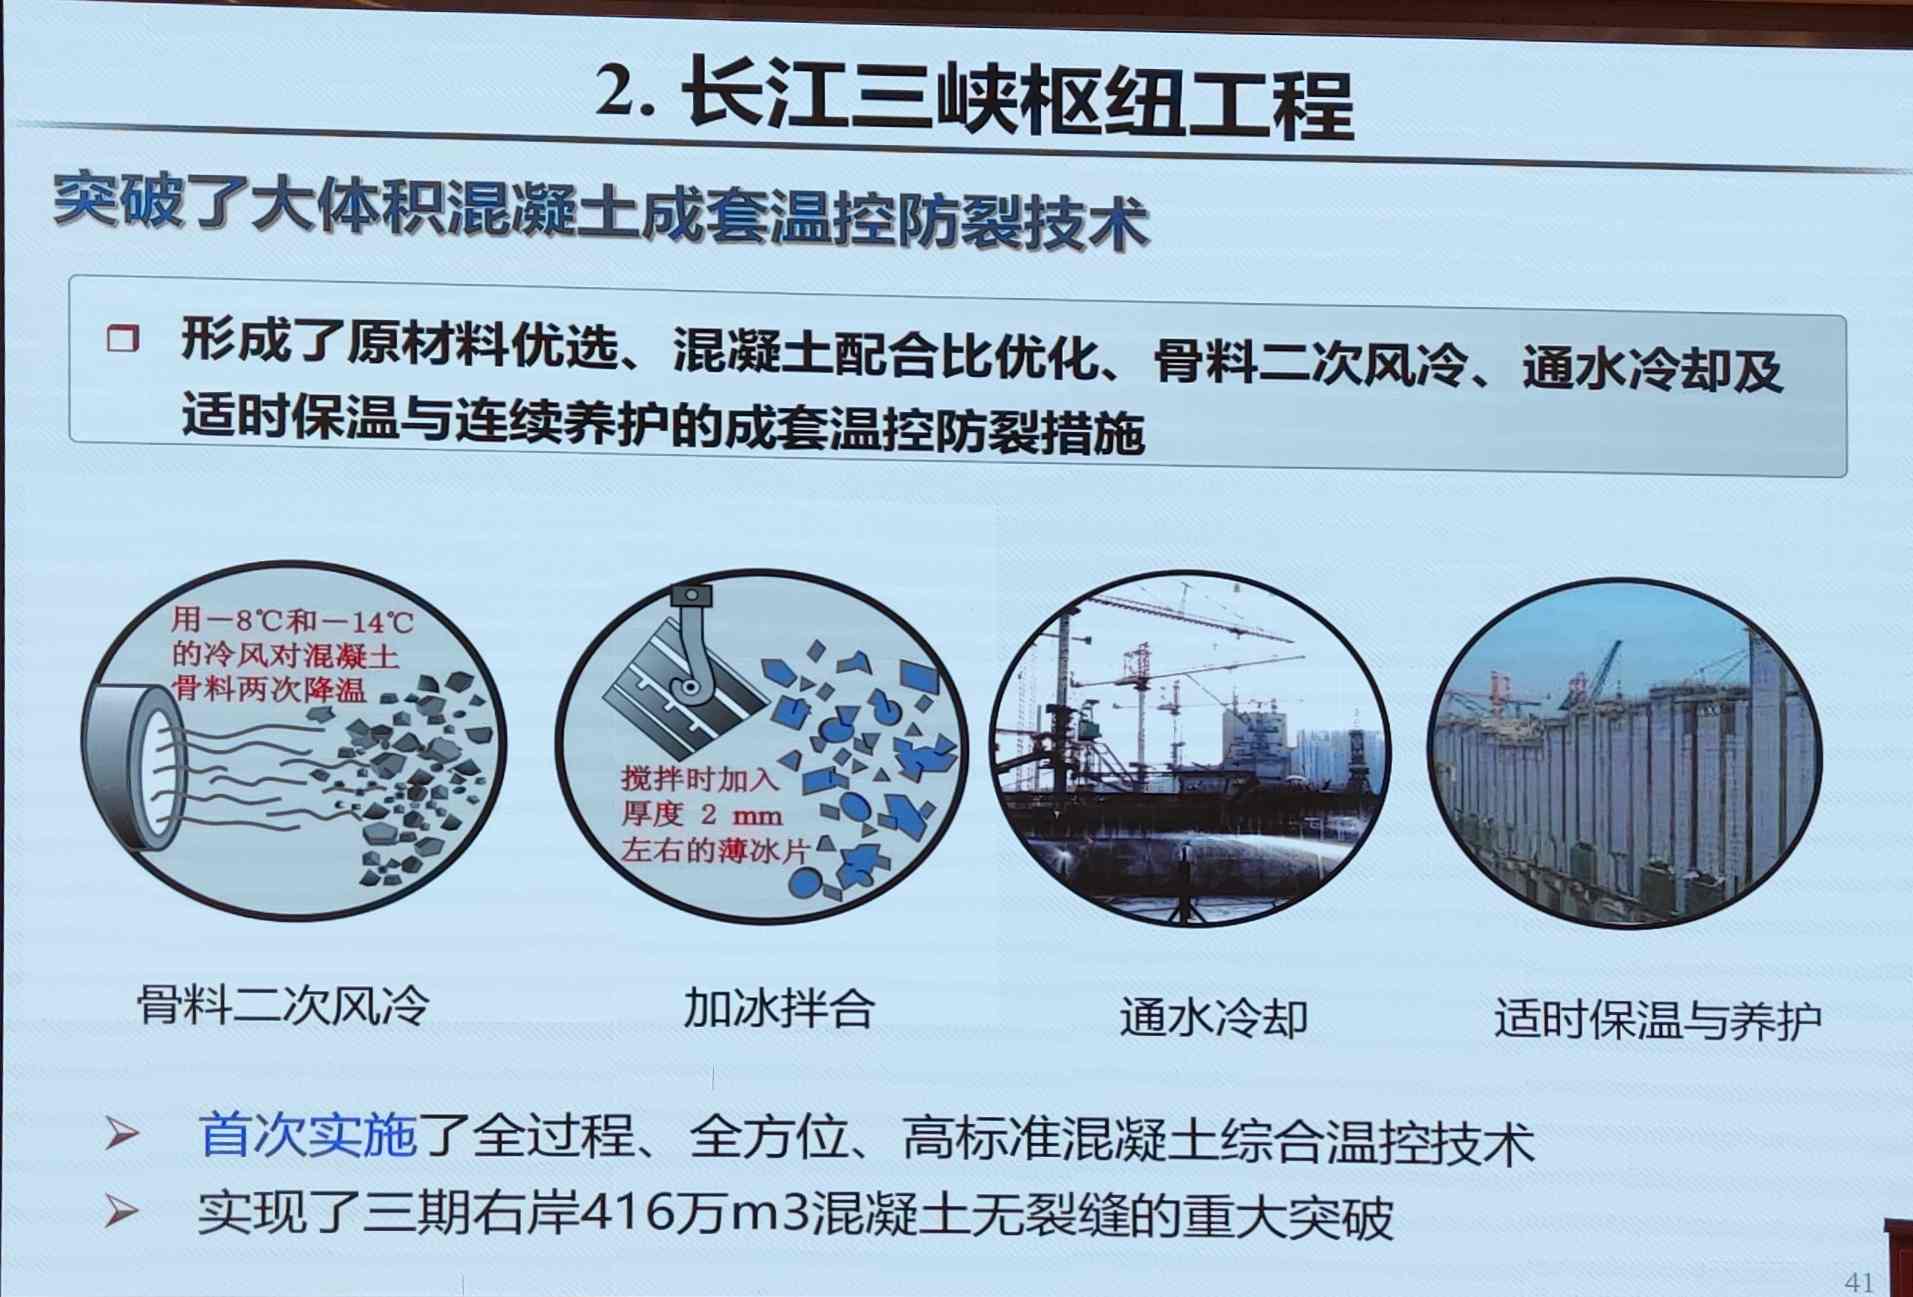 2. 长江三峡枢纽工程
突破了大体积混凝土成套温控防裂技术
形成了原材料优选、混凝土配合比优化、骨料二次风冷、通水冷却及
适时保温与连续养护的成套温控防裂措施
用－8℃和－14℃
的冷风对混凝土
骨料两次降温
搅拌时加入
厚度 2 mm
左右的薄冰片
骨料二次风冷
加冰拌合
通水冷却
适时保温与养护
首次实施了全过程、全方位、高标准混凝土综合温控技术
实现了三期右岸416万m3混凝土无裂缝的重大突破
41